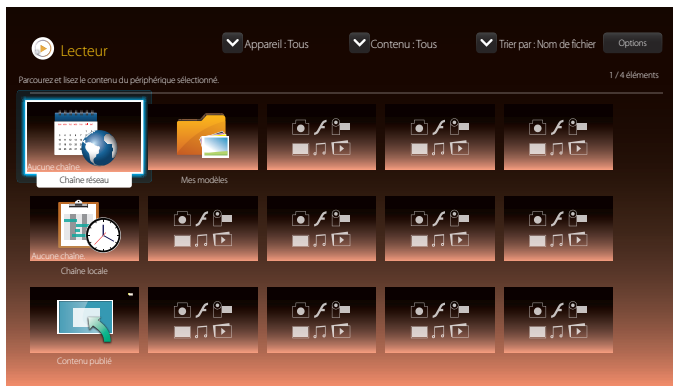 Lecteur
Appareil : Tous
Contenu : Tous
Trier par : Nom de fichier
Options
Parcourez et lisez le contenu du périphérique sélectionné.
1 / 4 éléments
Aucune chaîne.
Chaîne réseau
Mes modèles
Aucune chaîne.
Chaîne locale
Contenu publié